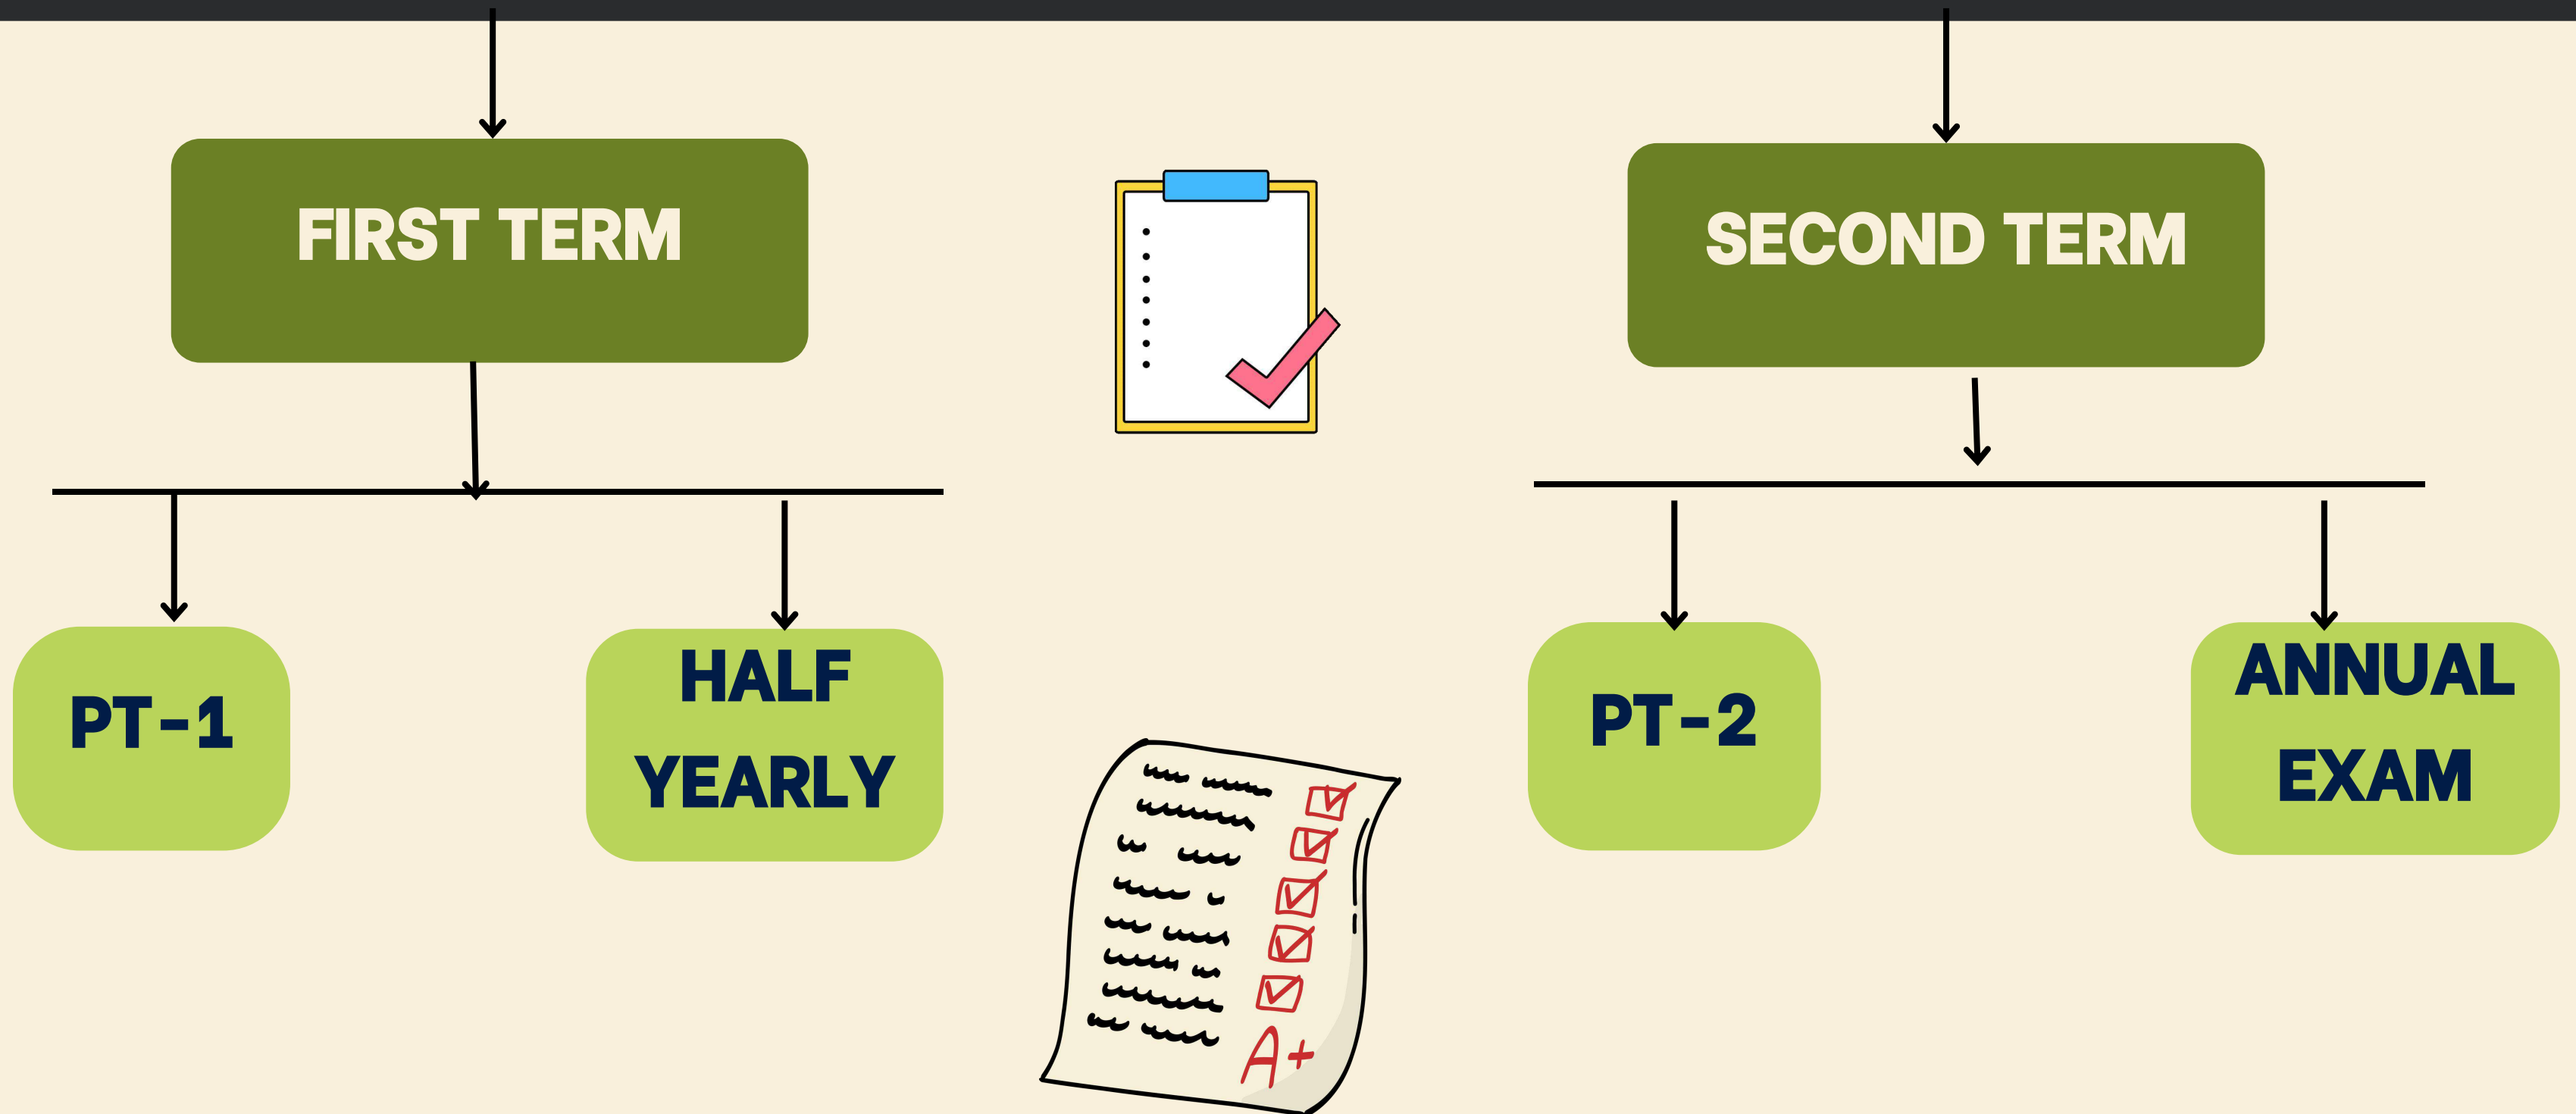 FIRST TERM
SECOND TERM
PT-1
HALF
YEARLY
PT-2
ANNUAL
EXAM
A+